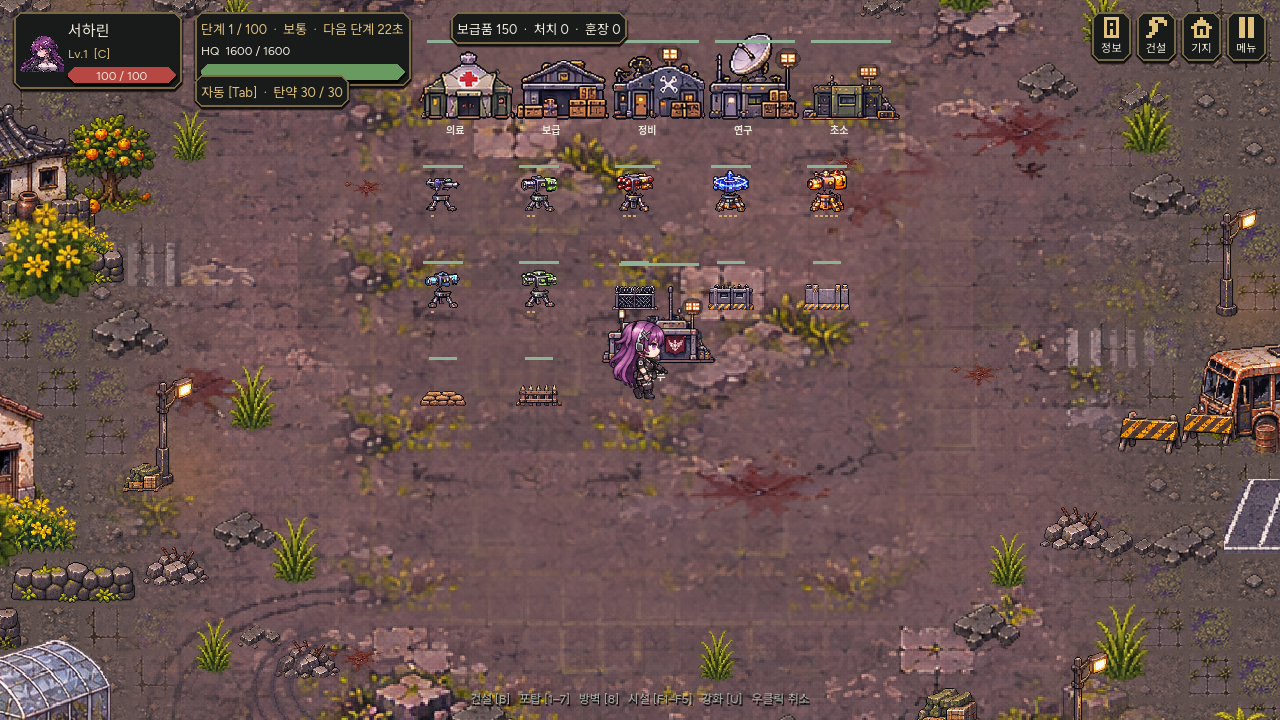 서하린
Lv.1 [C]
100 / 100
단계 1 / 100 · 보통 · 다음 단계 22초
HQ 1600 / 1600
자동 [Tab] · 탄약 30 / 30
보급품 150 · 처치 0 · 훈장 0
정보
건설
기지
메뉴
의료
보급
정비
연구
초소
건설 [B] 포탑 [1-7] 방벽 [8] 시설 [F1-F5] 강화 [U] 우클릭 취소